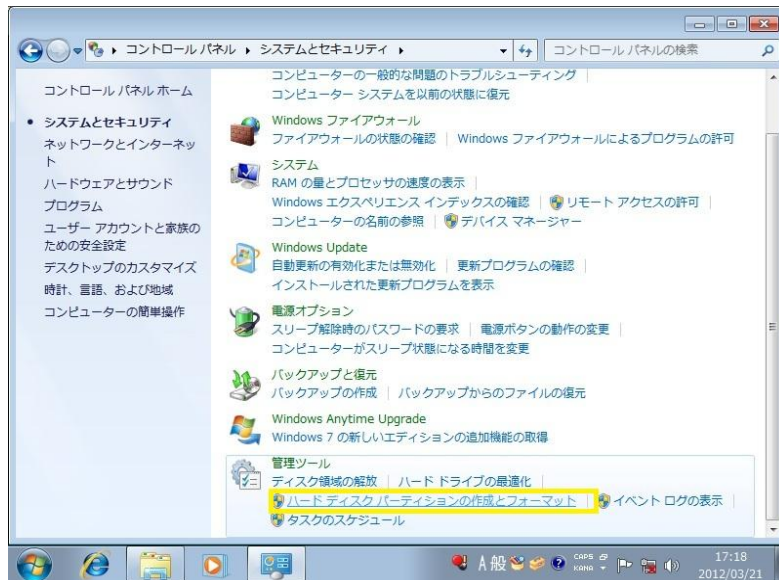 コントロール パネル ▸ システムとセキュリティ ▸
コントロール パネルの検索
コントロール パネル ホーム
システムとセキュリティ
ネットワークとインターネッ
ト
ハードウェアとサウンド
プログラム
ユーザー アカウントと家族の
ための安全設定
デスクトップのカスタマイズ
時計、言語、および地域
コンピューターの簡単操作
コンピューターの一般的な問題のトラブルシューティング
コンピューター システムを以前の状態に復元
Windows ファイアウォール
ファイアウォールの状態の確認 | Windows ファイアウォールによるプログラムの許可
システム
RAM の量とプロセッサの速度の表示
Windows エクスペリエンス インデックスの確認 | リモート アクセスの許可
コンピューターの名前の参照 | デバイス マネージャー
Windows Update
自動更新の有効化または無効化 | 更新プログラムの確認
インストールされた更新プログラムを表示
電源オプション
スリープ解除時のパスワードの要求 | 電源ボタンの動作の変更
コンピューターがスリープ状態になる時間を変更
バックアップと復元
バックアップの作成 | バックアップからのファイルの復元
Windows Anytime Upgrade
Windows 7 の新しいエディションの追加機能の取得
管理ツール
ディスク領域の解放 | ハード ドライブの最適化
ハード ディスク パーティションの作成とフォーマット | イベント ログの表示
タスクのスケジュール
A 般 CAPS
KANA
17:18
2012/03/21